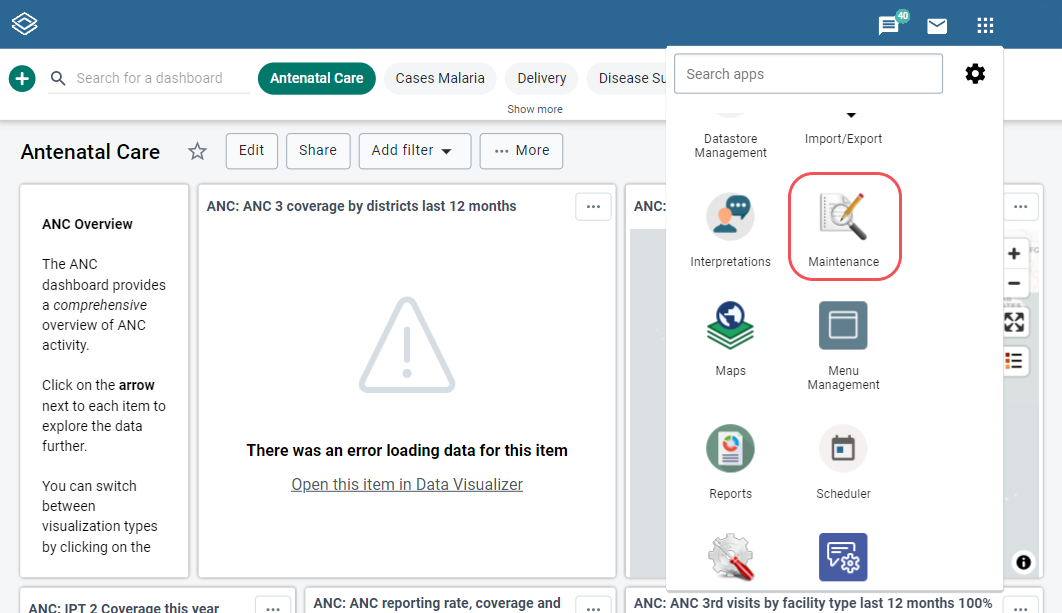 40
Search for a dashboard
Antenatal Care
Cases Malaria
Delivery
Disease Su
Show more
Search apps
Antenatal Care
Edit
Share
Add filter
More
Datastore
Management
Import/Export
Interpretations
Maintenance
Maps
Menu
Management
Reports
Scheduler
ANC Overview
The ANC
dashboard provides
a comprehensive
overview of ANC
activity.
Click on the arrow
next to each item to
explore the data
further.
You can switch
between
visualization types
by clicking on the
ANC: ANC 3 coverage by districts last 12 months
There was an error loading data for this item
Open this item in Data Visualizer
ANC:
ANC: IPT 2 Coverage this year
ANC: ANC reporting rate, coverage and
ANC: ANC 3rd visits by facility type last 12 months 100%